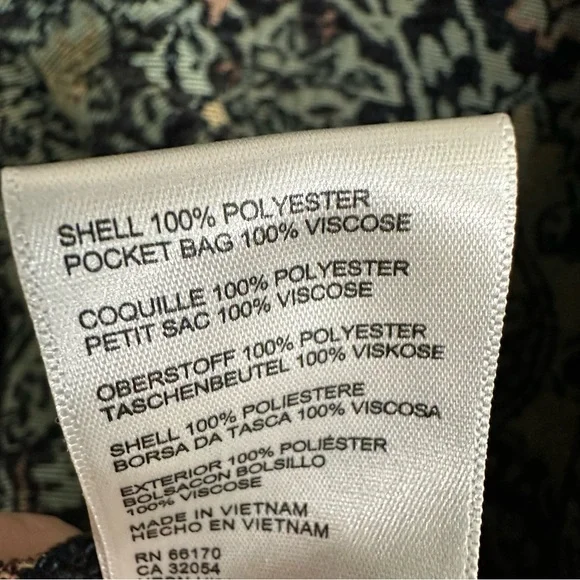 SHELL 100% POLYESTER
POCKET BAG 100% VISCOSE
COQUILLE 100% POLYESTER
PETIT SAC 100% VISCOSE
OBERSTOFF 100% POLYESTER
TASCHENBEUTEL 100% VISKOSE
SHELL 100% POLIESTERE
BORSA DA TASCA 100% VISCOSA
EXTERIOR 100% POLIÉSTER
BOLSACON BOLSILLO
100% VISCOSE
MADE IN VIETNAM
HECHO EN VIETNAM
RN 66170
CA 32054